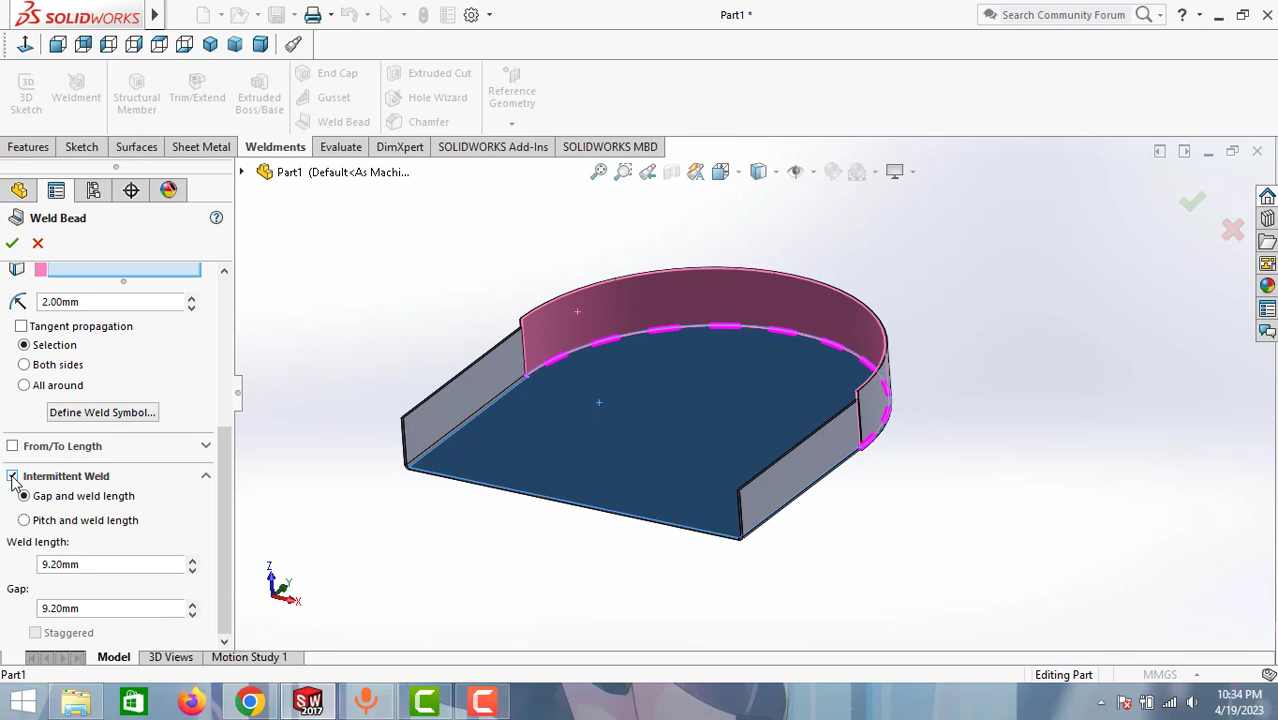 SOLIDWORKS
Part1 *
Search Community Forum
?
3D Sketch
Weldment
Structural Member
Trim/Extend
Extruded Boss/Base
End Cap
Gusset
Weld Bead
Extruded Cut
Hole Wizard
Chamfer
Reference Geometry
Features
Sketch
Surfaces
Sheet Metal
Weldments
Evaluate
DimXpert
SOLIDWORKS Add-Ins
SOLIDWORKS MBD
Part1 (Default<As Machi...
Weld Bead
?
2.00mm
Tangent propagation
Selection
Both sides
All around
Define Weld Symbol...
From/To Length
Intermittent Weld
Gap and weld length
Pitch and weld length
Weld length:
9.20mm
Gap:
9.20mm
Staggered
Z
Y
X
Model
3D Views
Motion Study 1
Part1
Editing Part
MMGS
SW
2017
10:34 PM
4/19/2023